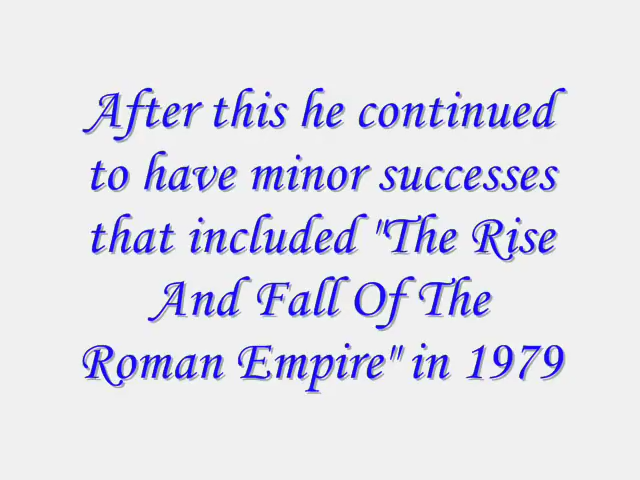 After this he continued
to have minor successes
that included "The Rise
And Fall Of The
Roman Empire" in 1979